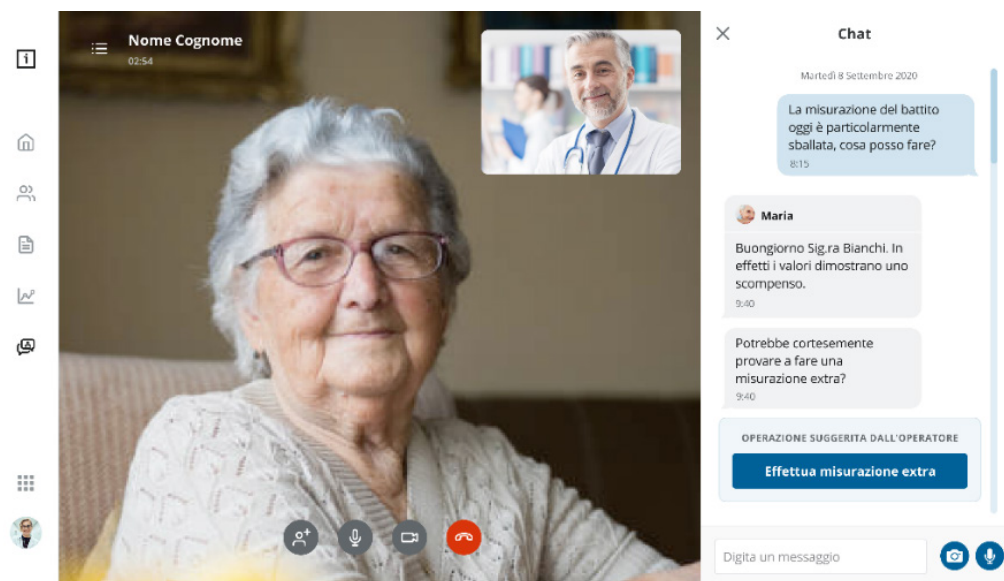 Nome Cognome
02:54
Chat
Martedì 8 Settembre 2020
La misurazione del battito
oggi è particolarmente
sballata, cosa posso fare?
8:15
Maria
Buongiorno Sig.ra Bianchi. In
effetti i valori dimostrano uno
scompenso.
9:40
Potrebbe cortesemente
provare a fare una
misurazione extra?
9:40
OPERAZIONE SUGGERITA DALL'OPERATORE
Effettua misurazione extra
Digita un messaggio